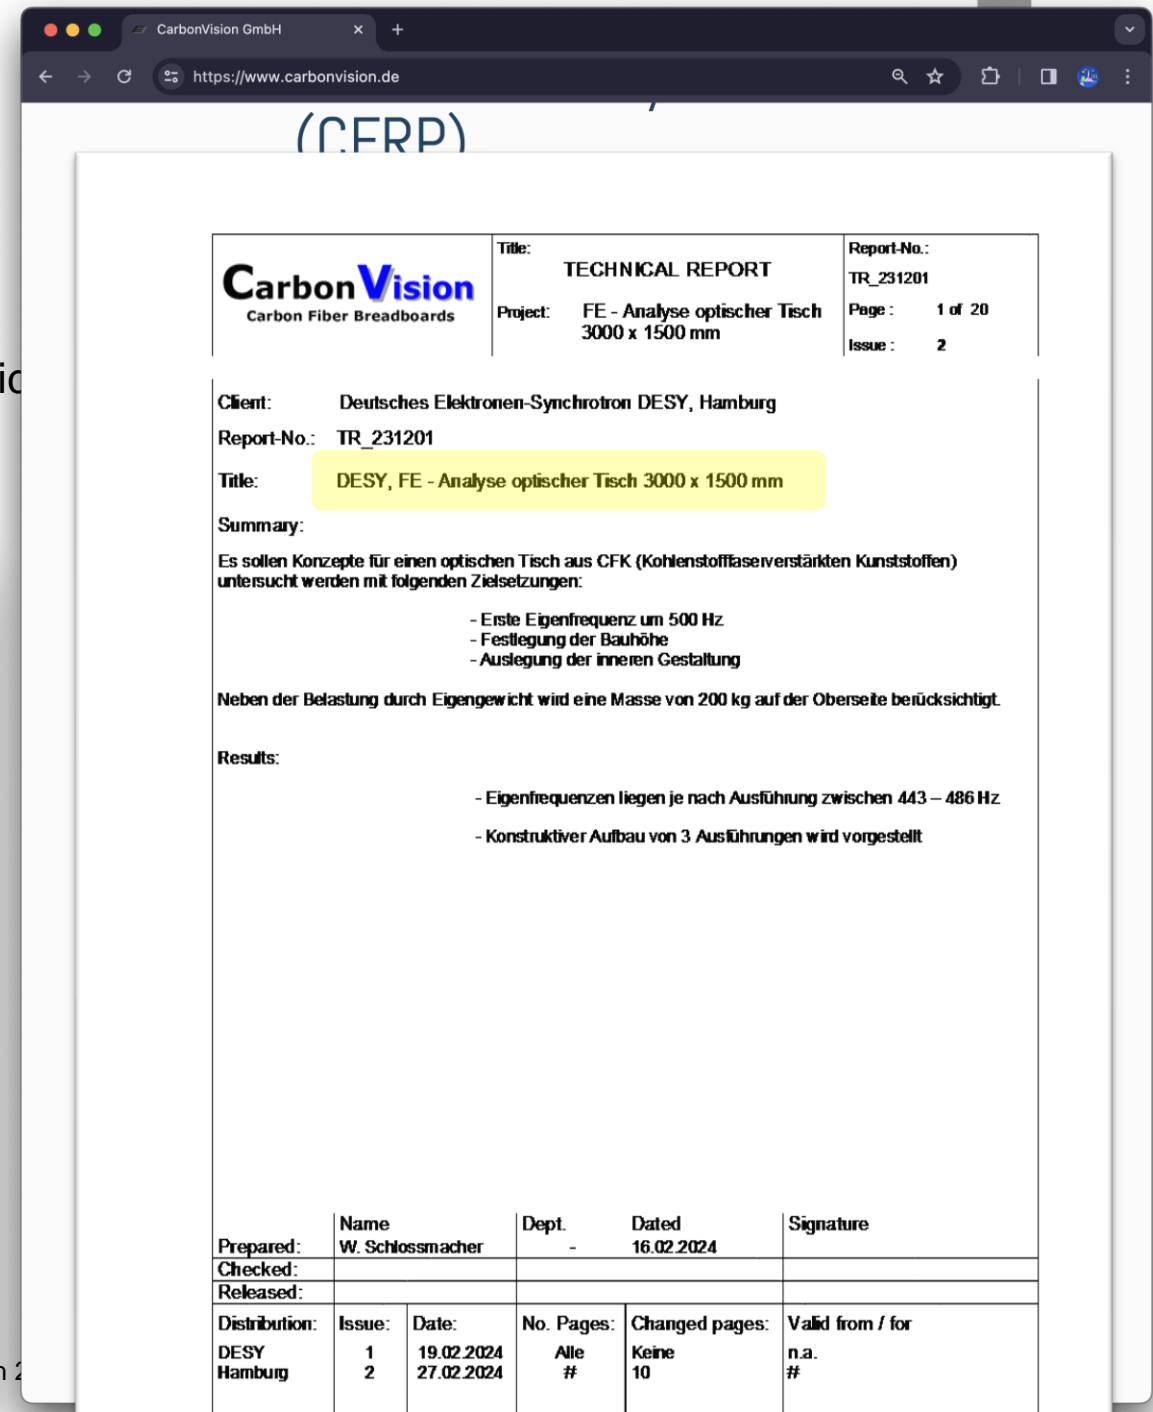 CarbonVision GmbH
https://www.carbonvision.de
(CFRP)
CarbonVision
Carbon Fiber Breadboards
Title:
TECHNICAL REPORT
Project: FE - Analyse optischer Tisch
3000 x 1500 mm
Report-No.:
TR_231201
Page : 1 of 20
Issue : 2
Client: Deutsches Elektronen-Synchrotron DESY, Hamburg
Report-No.: TR_231201
Title: DESY, FE - Analyse optischer Tisch 3000 x 1500 mm
Summary:
Es sollen Konzepte für einen optischen Tisch aus CFK (Kohlenstofffaserverstärkten Kunststoffen)
untersucht werden mit folgenden Zielsetzungen:
- Erste Eigenfrequenz um 500 Hz
- Festlegung der Bauhöhe
- Auslegung der inneren Gestaltung
Neben der Belastung durch Eigengewicht wird eine Masse von 200 kg auf der Oberseite berücksichtigt.
Results:
- Eigenfrequenzen liegen je nach Ausführung zwischen 443 – 486 Hz
- Konstruktiver Aufbau von 3 Ausführungen wird vorgestellt
Name Dept. Dated Signature
Prepared: W. Schlossmacher - 16.02.2024
Checked:
Released:
Distribution: Issue: Date: No. Pages: Changed pages: Valid from / for
DESY 1 19.02.2024 Alle Keine n.a.
Hamburg 2 27.02.2024 # 10 #